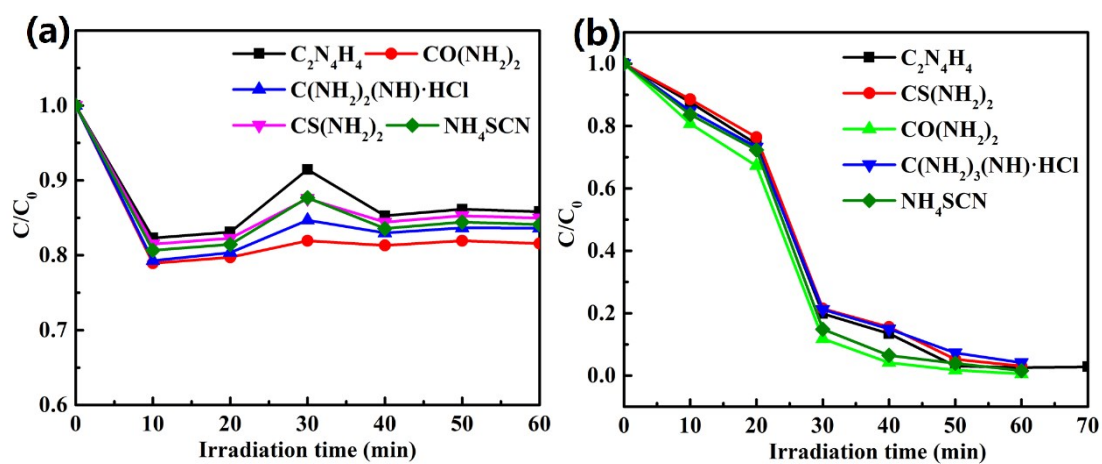 (a)
C₂N₄H₄ CO(NH₂)₂
C(NH₂)₂(NH)·HCl
CS(NH₂)₂ NH₄SCN
C/C₀
1.0
0.9
0.8
0.7
0.6
0 10 20 30 40 50 60
Irradiation time (min)
(b)
C₂N₄H₄
CS(NH₂)₂
CO(NH₂)₂
C(NH₂)₃(NH)·HCl
NH₄SCN
C/C₀
1.0
0.8
0.6
0.4
0.2
0.0
0 10 20 30 40 50 60 70
Irradiation time (min)